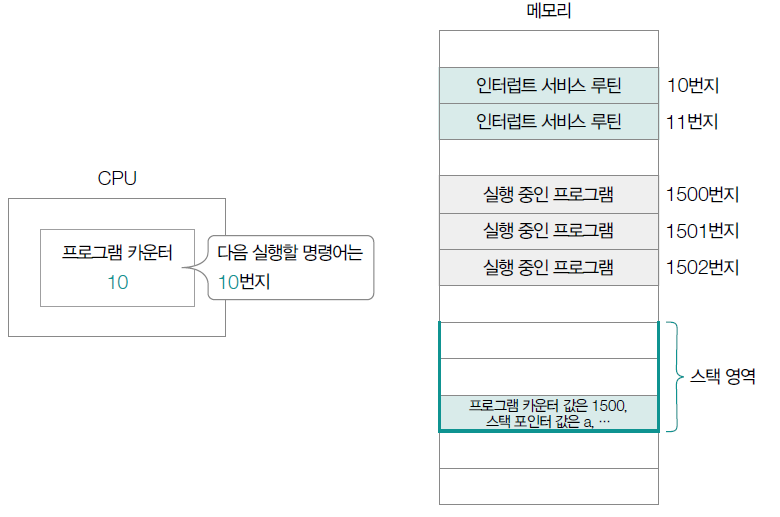 메모리
인터럽트 서비스 루틴 10번지
인터럽트 서비스 루틴 11번지
CPU
실행 중인 프로그램 1500번지
실행 중인 프로그램 1501번지
실행 중인 프로그램 1502번지
프로그램 카운터
10
다음 실행할 명령어는
10번지
스택 영역
프로그램 카운터 값은 1500,
스택 포인터 값은 a, …